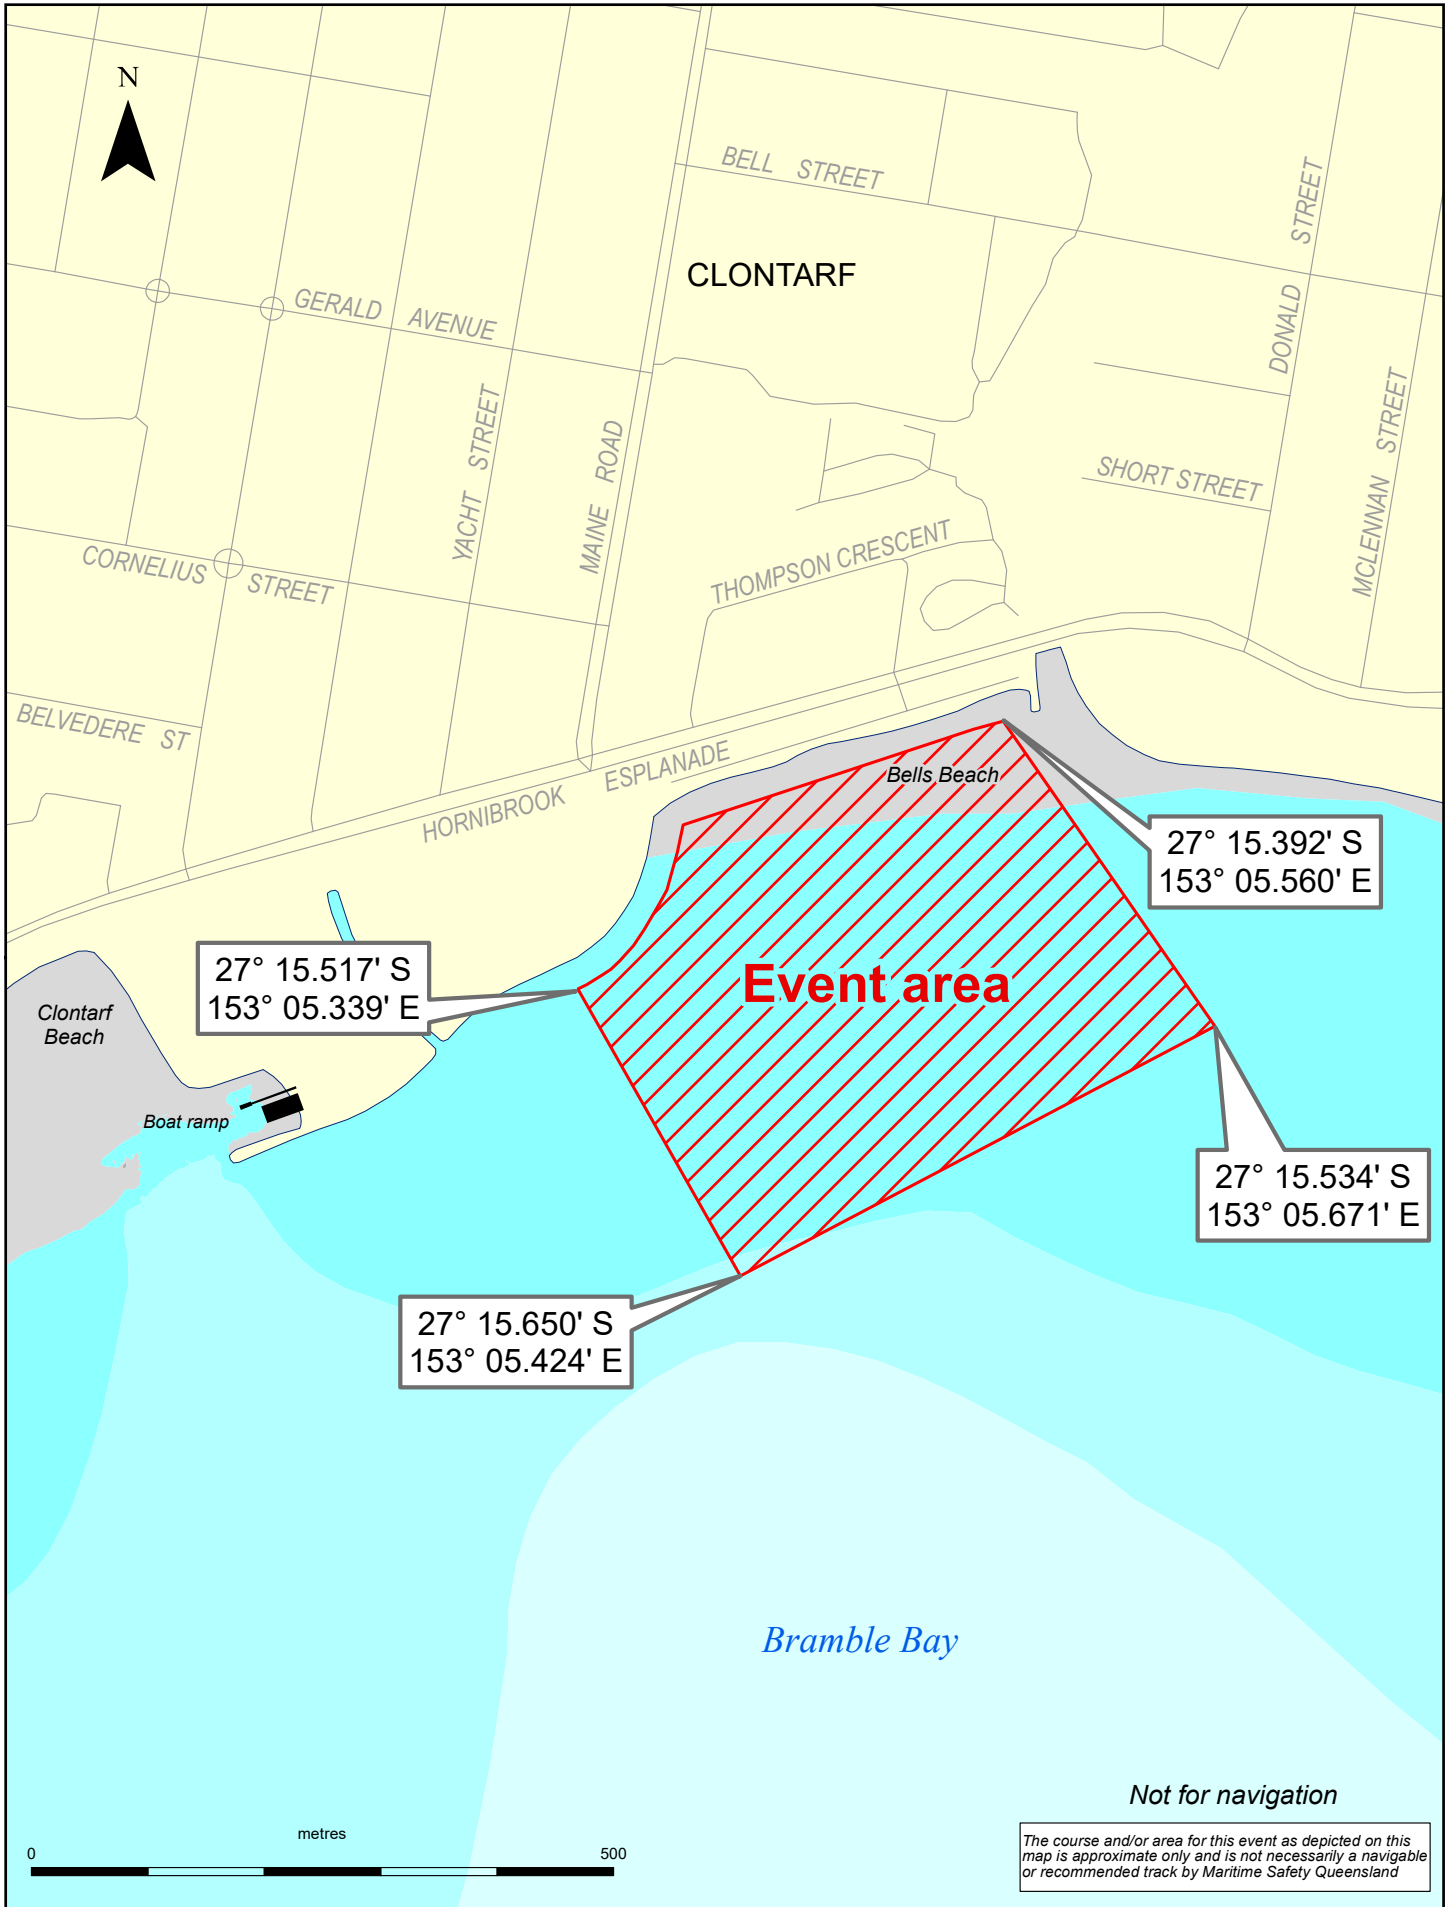 N
BELL STREET
CLONTARF
DONALD STREET
GERALD AVENUE
YACHT STREET
MAINE ROAD
MCLENNAN STREET
SHORT STREET
CORNELIUS STREET
THOMPSON CRESCENT
BELVEDERE ST
HORNIBROOK ESPLANADE
Bells Beach
27° 15.392' S
153° 05.560' E
27° 15.517' S
153° 05.339' E
Event area
Clontarf
Beach
Boat ramp
27° 15.534' S
153° 05.671' E
27° 15.650' S
153° 05.424' E
Bramble Bay
Not for navigation
metres
0 500
The course and/or area for this event as depicted on this
map is approximate only and is not necessarily a navigable
or recommended track by Maritime Safety Queensland